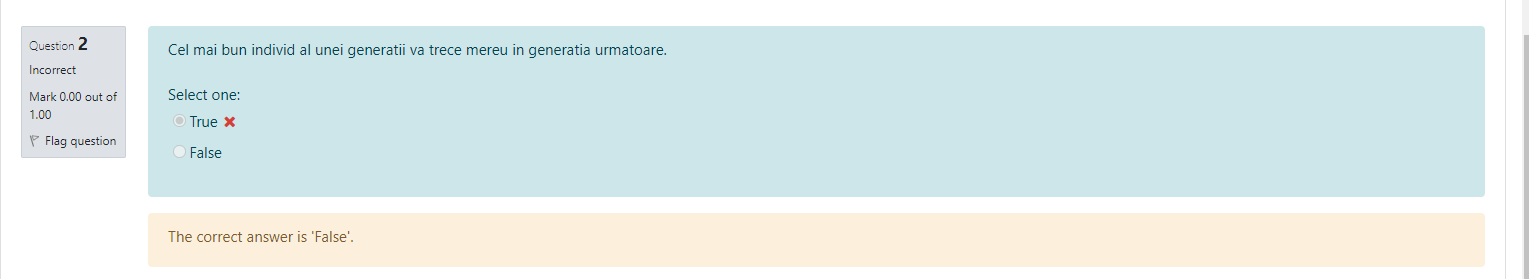 Question 2
Incorrect
Mark 0.00 out of
1.00
Flag question
Cel mai bun individ al unei generatii va trece mereu in generatia urmatoare.
Select one:
True
False
The correct answer is 'False'.